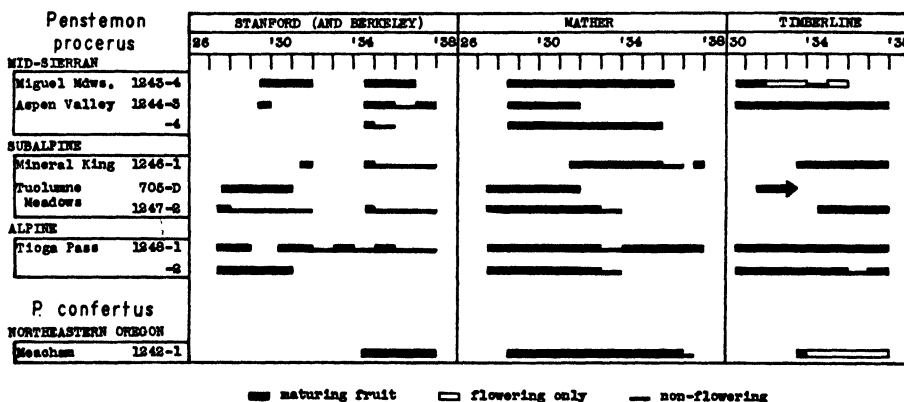 Penstemon procerus
STANFORD (AND BERKELEY) MATHER TIMBERLINE
26 '30 '34 '38 26 '30 '34 '38 30 '34 '38
MID-SIERRAN
Miguel Mdws. 1243-4
Aspen Valley 1244-3
-4
SUBALPINE
Mineral King 1246-1
Tuolumne Meadows 705-D
1247-2
ALPINE
Tioga Pass 1248-1
-2
P. confertus
NORTHEASTERN OREGON
Meacham 1242-1
maturing fruit flowering only non-flowering